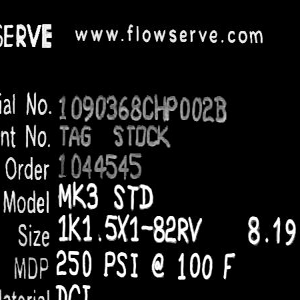 SERVE www.flowserve.com
ial No. 1090368CHP002B
nt No. TAG STOCK
Order 1044545
Model MK3 STD
Size 1K1.5X1-82RV 8.19
MDP 250 PSI @ 100 F
Material DCI